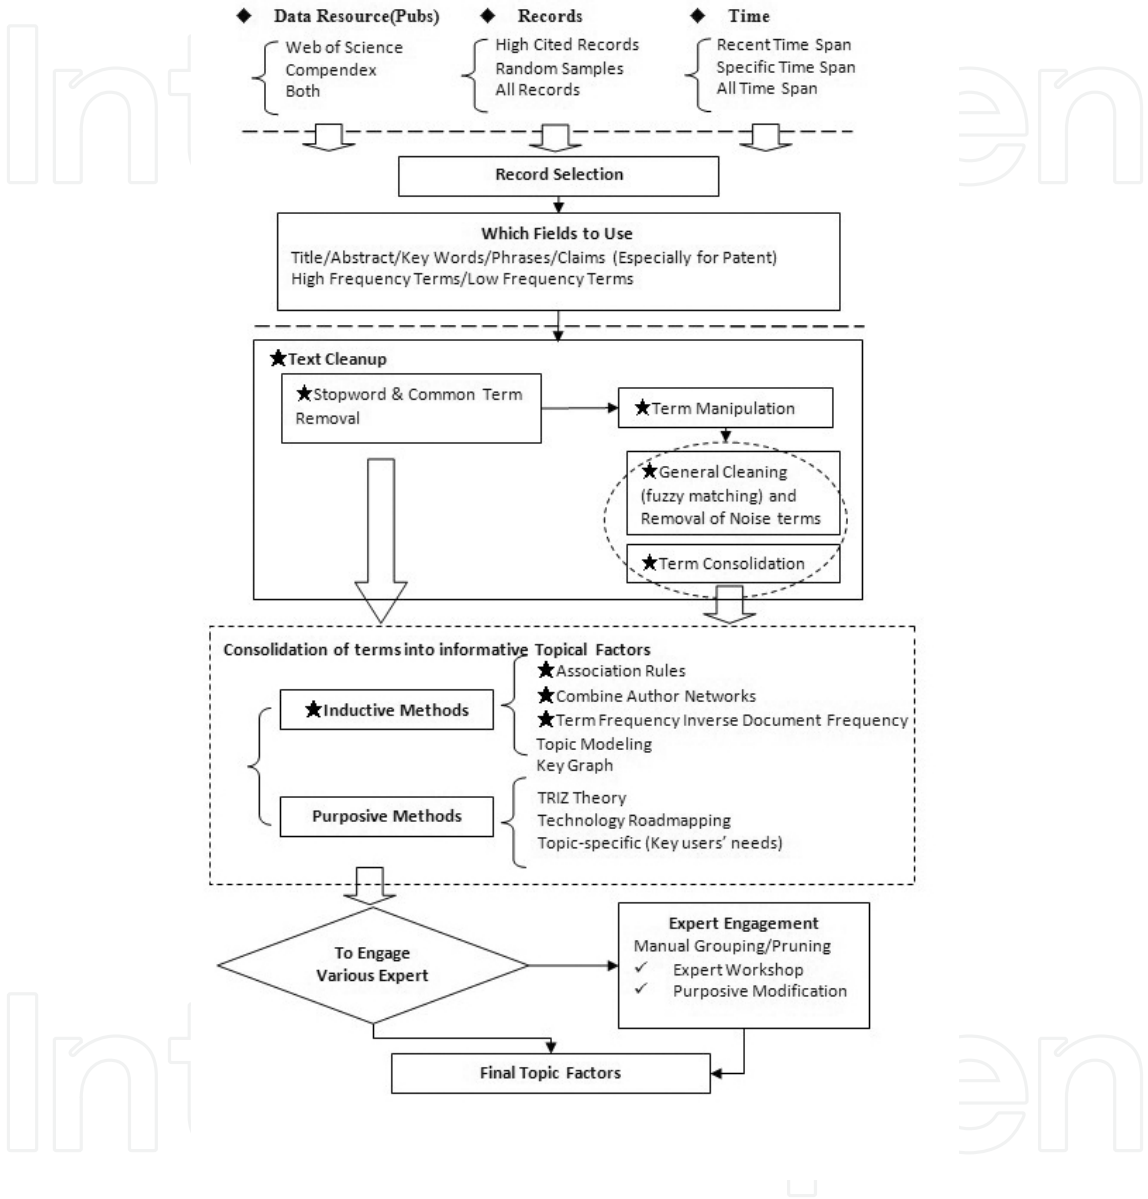 ◆ Data Resource(Pubs)
Web of Science
Compendex
Both
◆ Records
High Cited Records
Random Samples
All Records
◆ Time
Recent Time Span
Specific Time Span
All Time Span
Record Selection
Which Fields to Use
Title/Abstract/Key Words/Phrases/Claims (Especially for Patent)
High Frequency Terms/Low Frequency Terms
★Text Cleanup
★Stopword & Common Term
Removal
★Term Manipulation
★General Cleaning
(fuzzy matching) and
Removal of Noise terms
★Term Consolidation
Consolidation of terms into informative Topical Factors
★Inductive Methods
★Association Rules
★Combine Author Networks
★Term Frequency Inverse Document Frequency
Topic Modeling
Key Graph
Purposive Methods
TRIZ Theory
Technology Roadmapping
Topic-specific (Key users’ needs)
To Engage
Various Expert
Expert Engagement
Manual Grouping/Pruning
✓ Expert Workshop
✓ Purposive Modification
Final Topic Factors